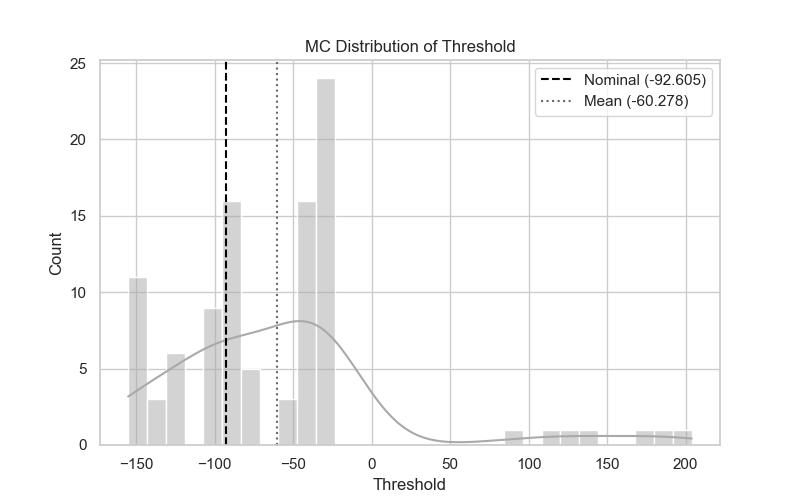 MC Distribution of Threshold
25
20
15
10
5
0
Count
Nominal (-92.605)
Mean (-60.278)
−150 −100 −50 0 50 100 150 200
Threshold